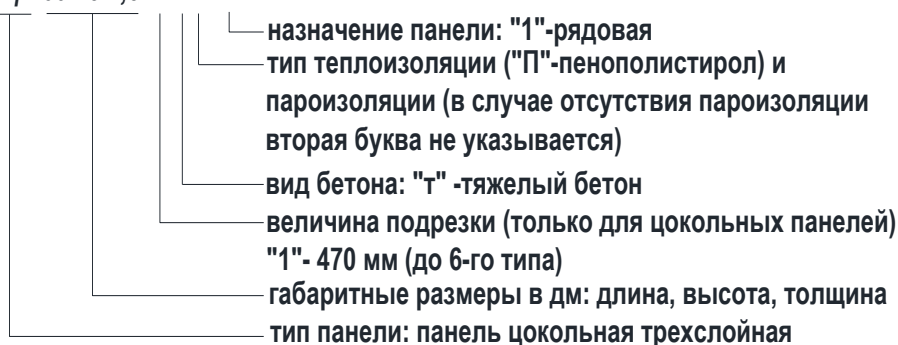 назначение панели: "1"-рядовая
тип теплоизоляции ("П"-пенополистирол) и
пароизоляции (в случае отсутствия пароизоляции
вторая буква не указывается)
вид бетона: "т" -тяжелый бетон
величина подрезки (только для цокольных панелей)
"1"- 470 мм (до 6-го типа)
габаритные размеры в дм: длина, высота, толщина
тип панели: панель цокольная трехслойная